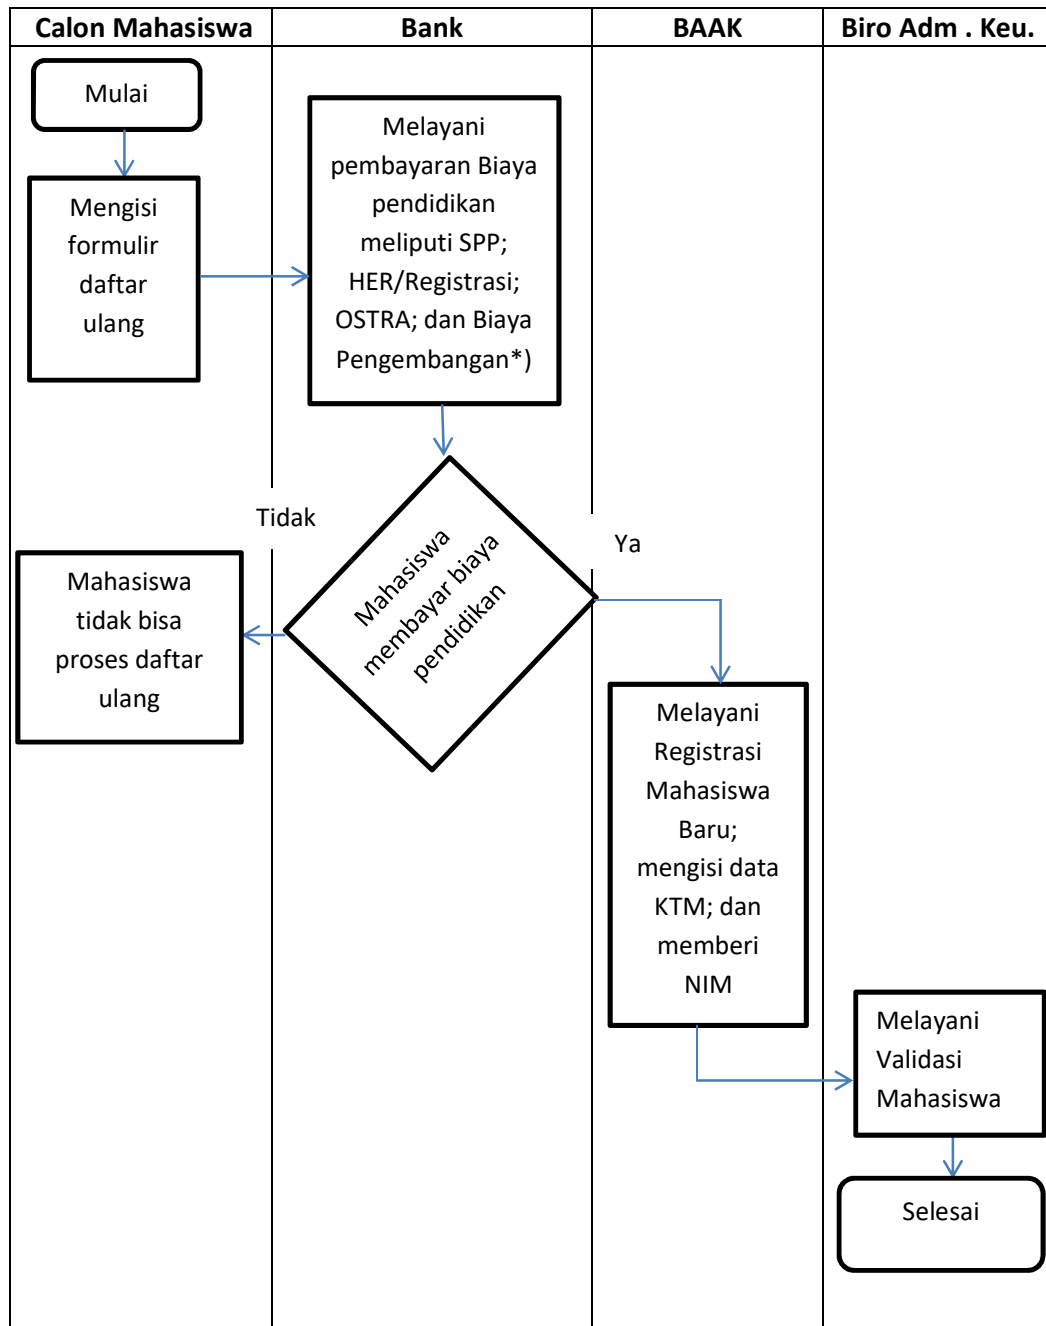 Calon Mahasiswa
Bank
BAAK
Biro Adm . Keu.
Mulai
Mengisi
formulir
daftar
ulang
Melayani
pembayaran Biaya
pendidikan
meliputi SPP;
HER/Registrasi;
OSTRA; dan Biaya
Pengembangan*)
Tidak
Ya
Mahasiswa
membayar biaya
pendidikan
Mahasiswa
tidak bisa
proses daftar
ulang
Melayani
Registrasi
Mahasiswa
Baru;
mengisi data
KTM; dan
memberi
NIM
Melayani
Validasi
Mahasiswa
Selesai